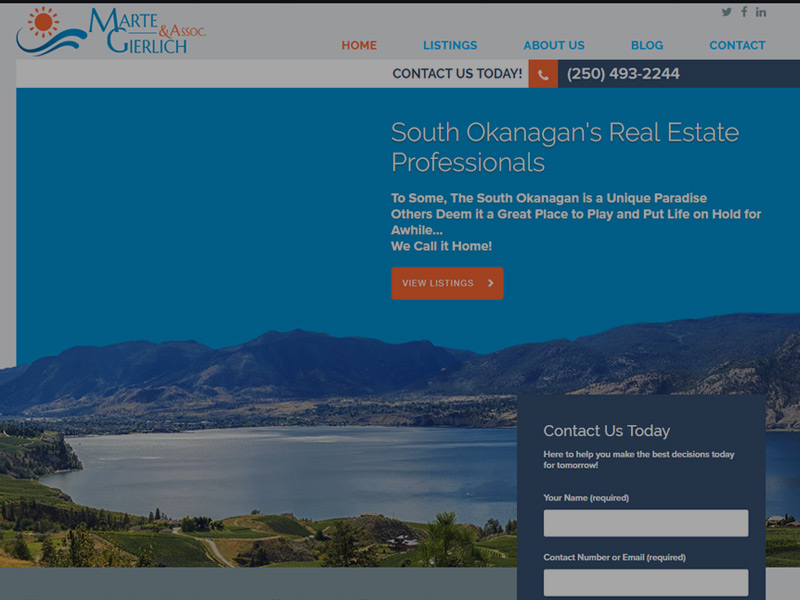 MARTE
& ASSOC.
GIERLICH
HOME LISTINGS ABOUT US BLOG CONTACT
CONTACT US TODAY! (250) 493-2244
South Okanagan's Real Estate
Professionals
To Some, The South Okanagan is a Unique Paradise
Others Deem it a Great Place to Play and Put Life on Hold for
Awhile...
We Call it Home!
VIEW LISTINGS
Contact Us Today
Here to help you make the best decisions today
for tomorrow!
Your Name (required)
Contact Number or Email (required)